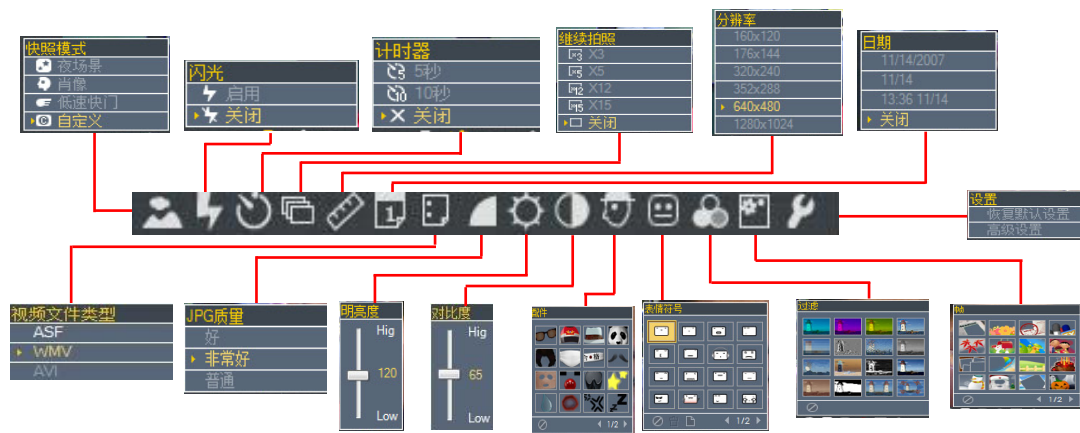 快照模式
夜场景
肖像
低速快门
自定义
闪光
启用
关闭
计时器
5秒
10秒
关闭
继续拍照
X3
X5
X12
X15
关闭
分辨率
160x120
176x144
320x240
352x288
640x480
1280x1024
日期
11/14/2007
11/14
13:36 11/14
关闭
1
设置
恢复默认设置
高级设置
视频文件类型
ASF
WMV
AVI
JPG质量
好
非常好
普通
明亮度
Hig
120
Low
对比度
Hig
65
Low
配件
1/2
表情符号
1/2
过滤
帧
1/2